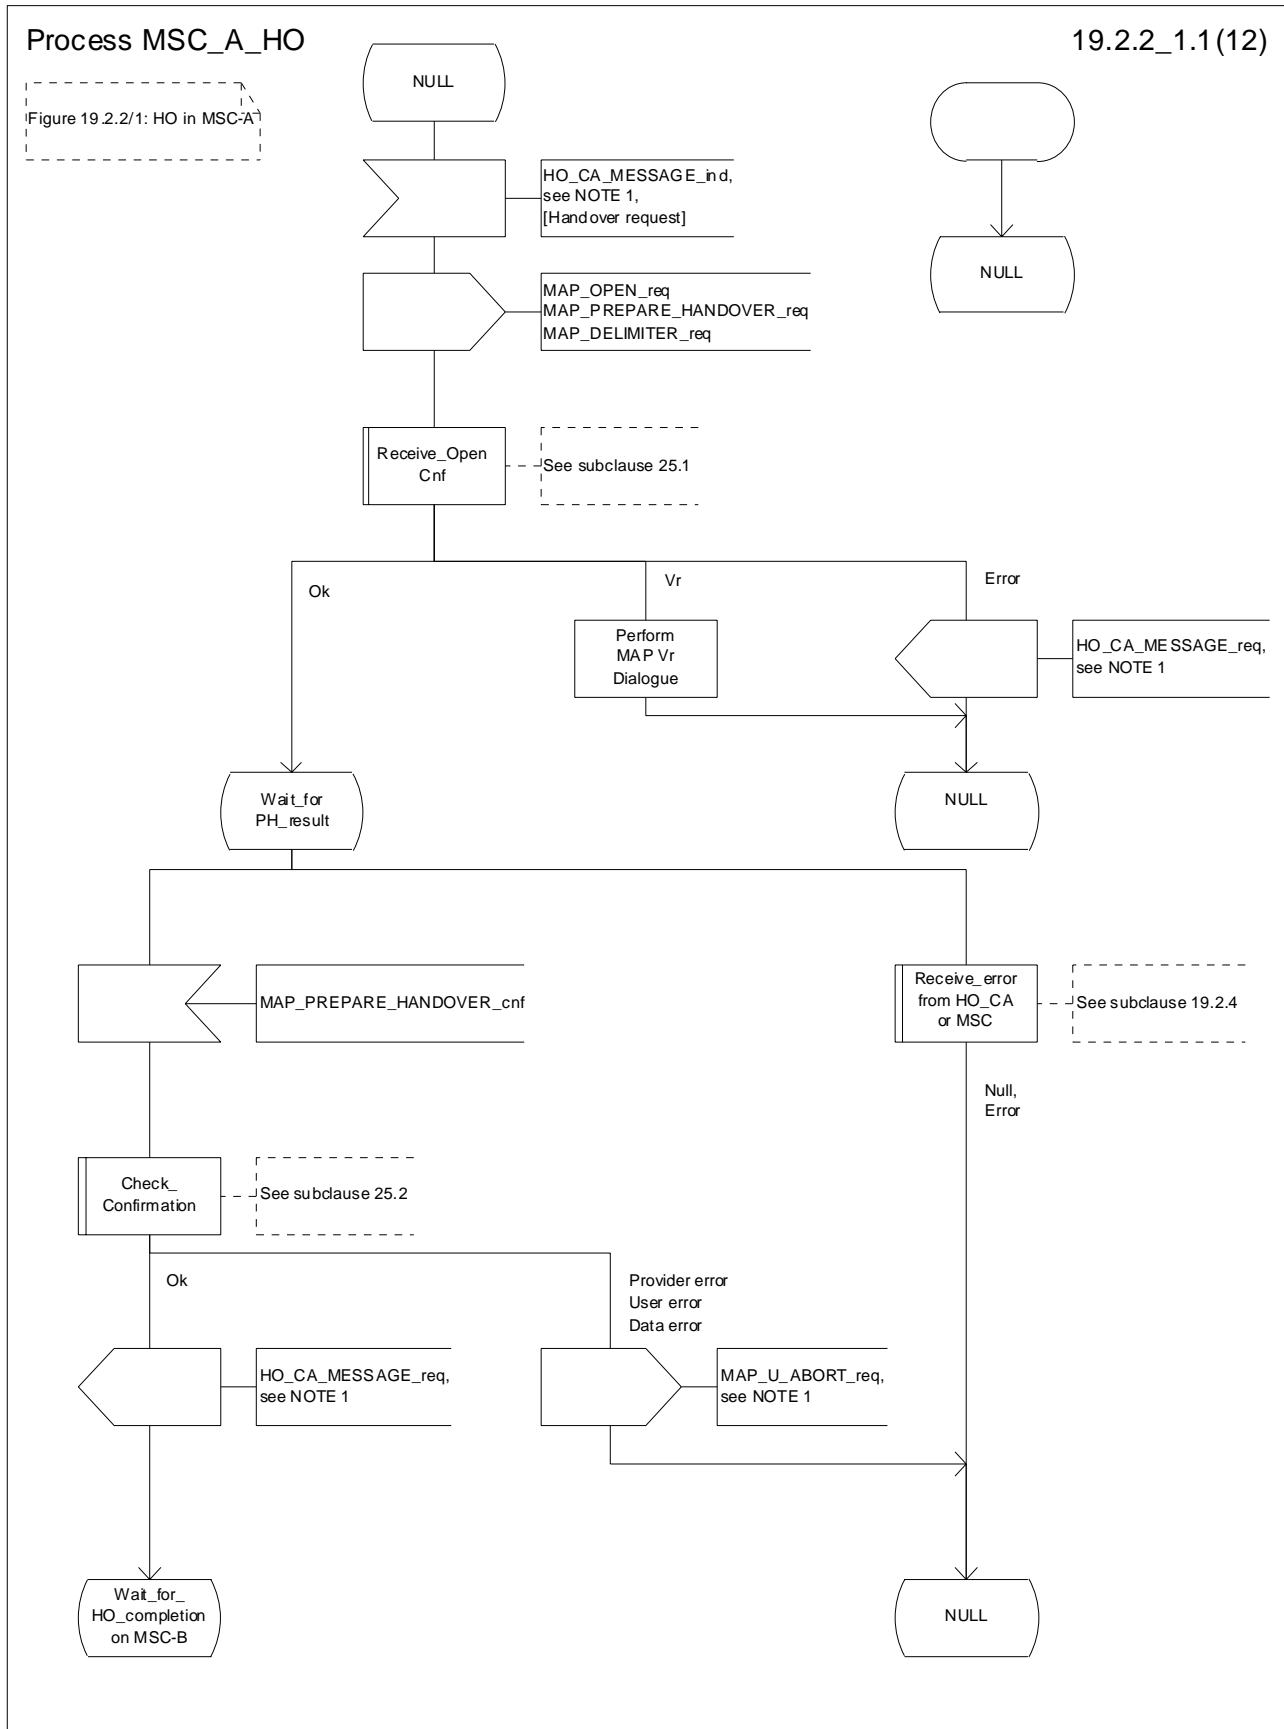 Process MSC_A_HO
19.2.2_1.1(12)
Figure 19.2.2/1: HO in MSC-A
NULL
HO_CA_MESSAGE_ind,
see NOTE 1,
[Handover request]
NULL
MAP_OPEN_req
MAP_PREPARE_HANDOVER_req
MAP_DELIMITER_req
Receive_Open
Cnf
See subclause 25.1
Ok
Vr
Error
Perform
MAP Vr
Dialogue
HO_CA_MESSAGE_req,
see NOTE 1
Wait_for
PH_result
NULL
MAP_PREPARE_HANDOVER_cnf
Receive_error
from HO_CA
or MSC
See subclause 19.2.4
Null,
Error
Check_
Confirmation
See subclause 25.2
Ok
Provider error
User error
Data error
HO_CA_MESSAGE_req,
see NOTE 1
MAP_U_ABORT_req,
see NOTE 1
Wait_for_
HO_completion
on MSC-B
NULL